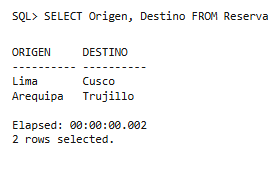 SQL> SELECT Origen, Destino FROM Reserva
ORIGEN     DESTINO
---------- ----------
Lima       Cusco
Arequipa   Trujillo
Elapsed: 00:00:00.002
2 rows selected.